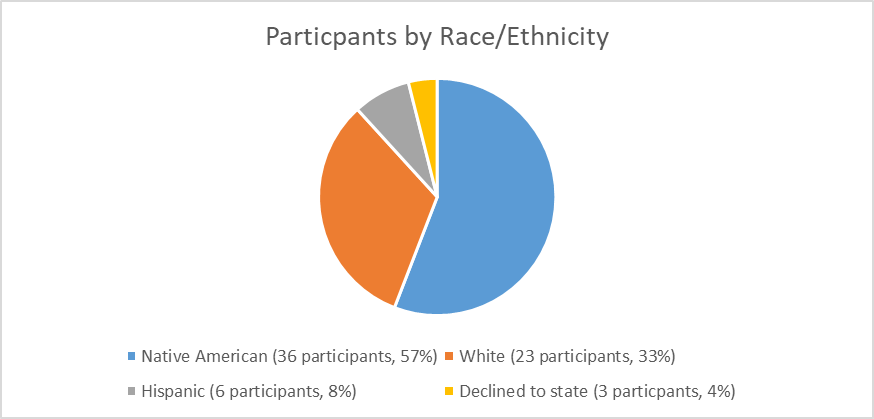 Particpants by Race/Ethnicity
Native American (36 participants, 57%) White (23 participants, 33%)
Hispanic (6 participants, 8%) Declined to state (3 particpants, 4%)